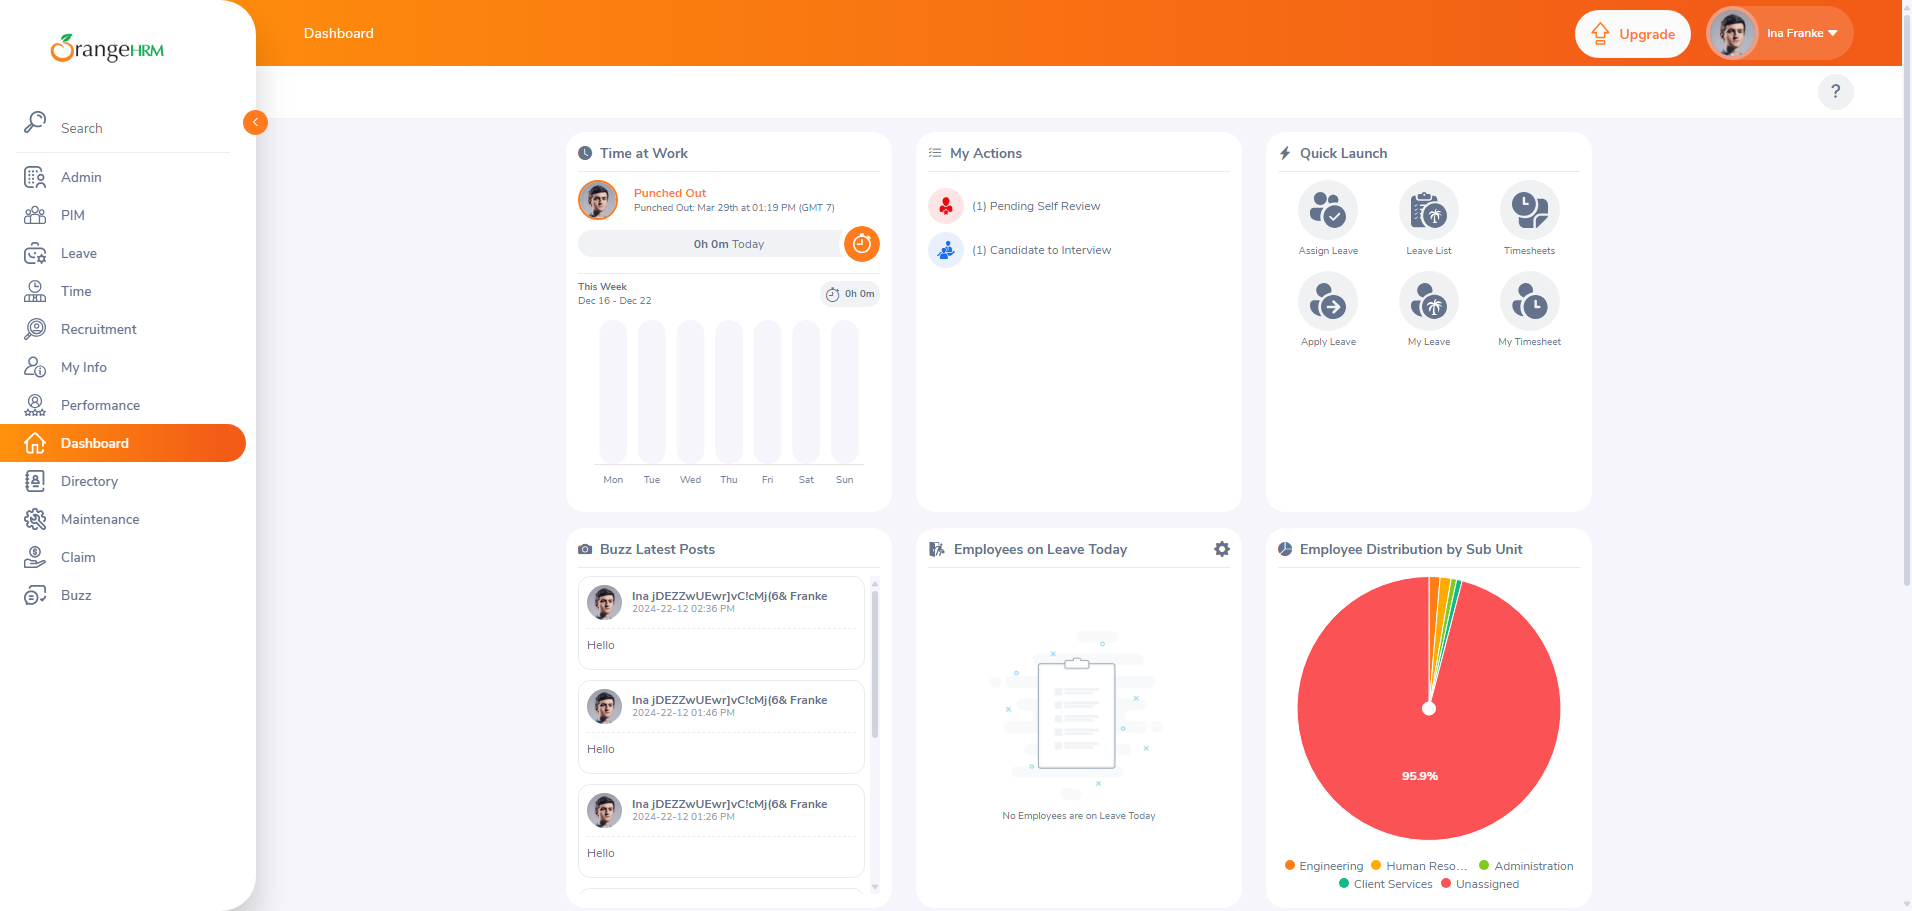 OrangeHRM
Dashboard
Upgrade
Ina Franke
?
Search
Admin
PIM
Leave
Time
Recruitment
My Info
Performance
Dashboard
Directory
Maintenance
Claim
Buzz
Time at Work
Punched Out
Punched Out: Mar 29th at 01:19 PM (GMT 7)
0h 0m Today
This Week
Dec 16 - Dec 22
0h 0m
Mon Tue Wed Thu Fri Sat Sun
My Actions
(1) Pending Self Review
(1) Candidate to Interview
Quick Launch
Assign Leave Leave List Timesheets
Apply Leave My Leave My Timesheet
Buzz Latest Posts
Ina jDEZZwUEwr]vC!cMj(6& Franke
2024-22-12 02:36 PM
Hello
Ina jDEZZwUEwr]vC!cMj(6& Franke
2024-22-12 01:46 PM
Hello
Ina jDEZZwUEwr]vC!cMj(6& Franke
2024-22-12 01:26 PM
Hello
Employees on Leave Today
No Employees are on Leave Today
Employee Distribution by Sub Unit
95.9%
Engineering Human Reso... Administration
Client Services Unassigned